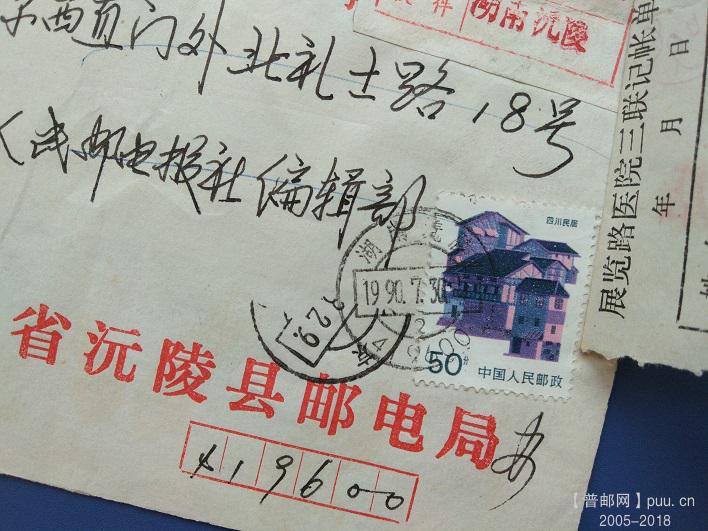 湖南沅陵
西直门外北礼士路18号
人民邮电报社编辑部
展览路医院三联记帐单
年 月 日
四川民居
1990.7.30
50分
中国人民邮政
省沅陵县邮电局
419600
【普邮网】puu.cn
2005-2018